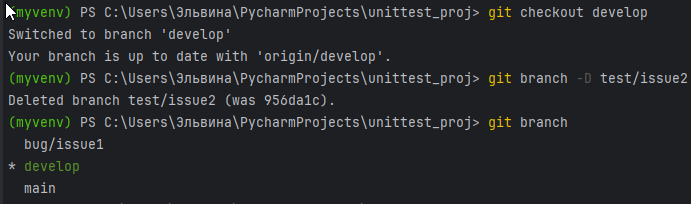 (myvenv) PS C:\Users\Эльвина\PycharmProjects\unittest_proj> git checkout develop
Switched to branch 'develop'
Your branch is up to date with 'origin/develop'.
(myvenv) PS C:\Users\Эльвина\PycharmProjects\unittest_proj> git branch -D test/issue2
Deleted branch test/issue2 (was 956da1c).
(myvenv) PS C:\Users\Эльвина\PycharmProjects\unittest_proj> git branch
  bug/issue1
* develop
  main